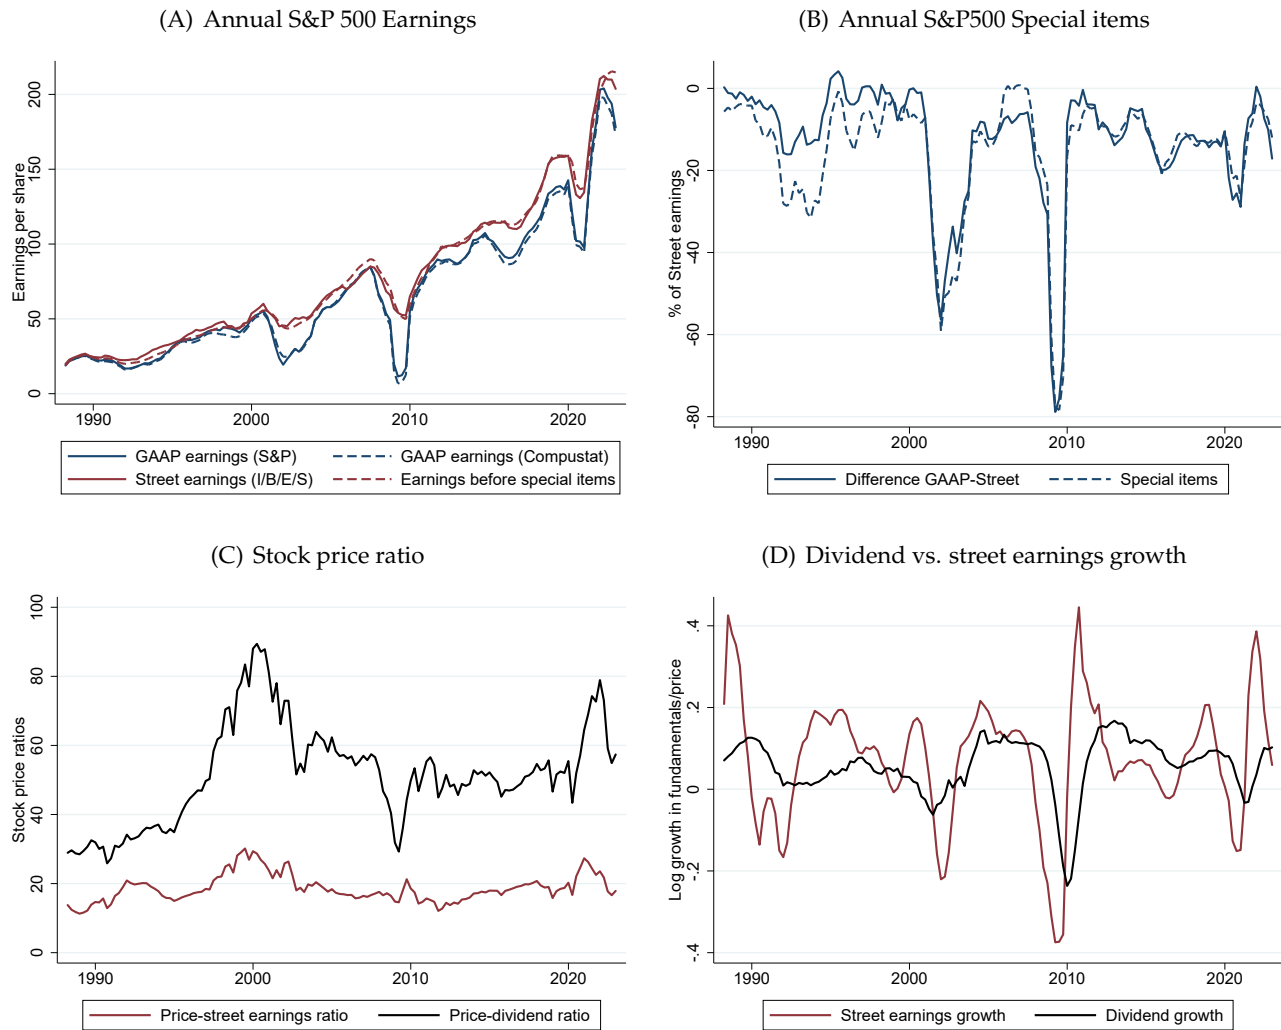 (A) Annual S&P 500 Earnings
Earnings per share
200
150
100
50
0
1990 2000 2010 2020
GAAP earnings (S&P) GAAP earnings (Compustat)
Street earnings (I/B/E/S) Earnings before special items
(B) Annual S&P500 Special items
% of Street earnings
0
-20
-40
-60
-80
1990 2000 2010 2020
Difference GAAP-Street Special items
(C) Stock price ratio
Stock price ratios
100
80
60
40
20
0
1990 2000 2010 2020
Price-street earnings ratio Price-dividend ratio
(D) Dividend vs. street earnings growth
Log growth in fundamentals/price
.4
.2
0
-.2
-.4
1990 2000 2010 2020
Street earnings growth Dividend growth